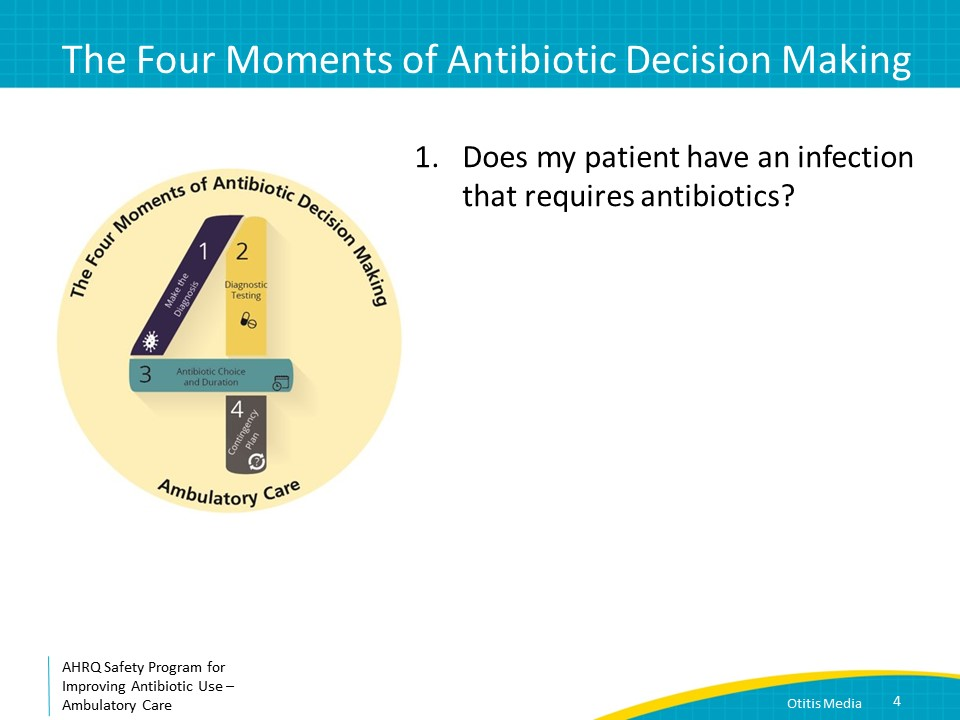 The Four Moments of Antibiotic Decision Making
1. Does my patient have an infection
that requires antibiotics?
The Four Moments of Antibiotic Decision Making
1
Make the
Diagnosis
2
Diagnostic
Testing
3
Antibiotic Choice
and Duration
4
Contingency
Plan
?
Ambulatory Care
AHRQ Safety Program for
Improving Antibiotic Use –
Ambulatory Care
Otitis Media
4